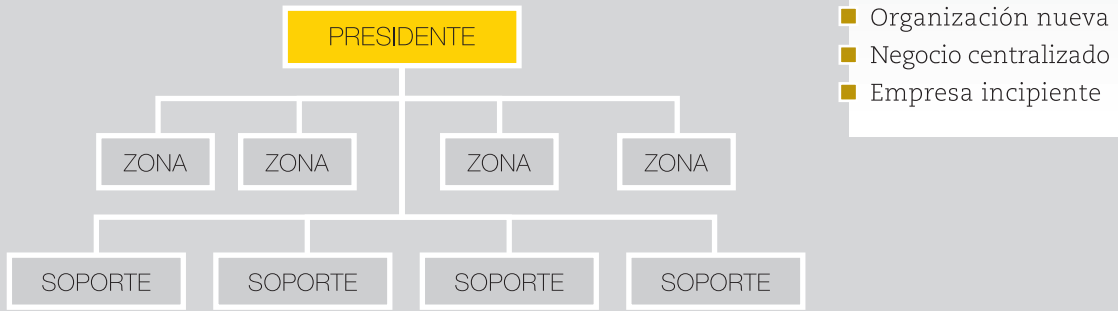 PRESIDENTE
ZONA ZONA ZONA ZONA
SOPORTE SOPORTE SOPORTE SOPORTE
Organización nueva
Negocio centralizado
Empresa incipiente